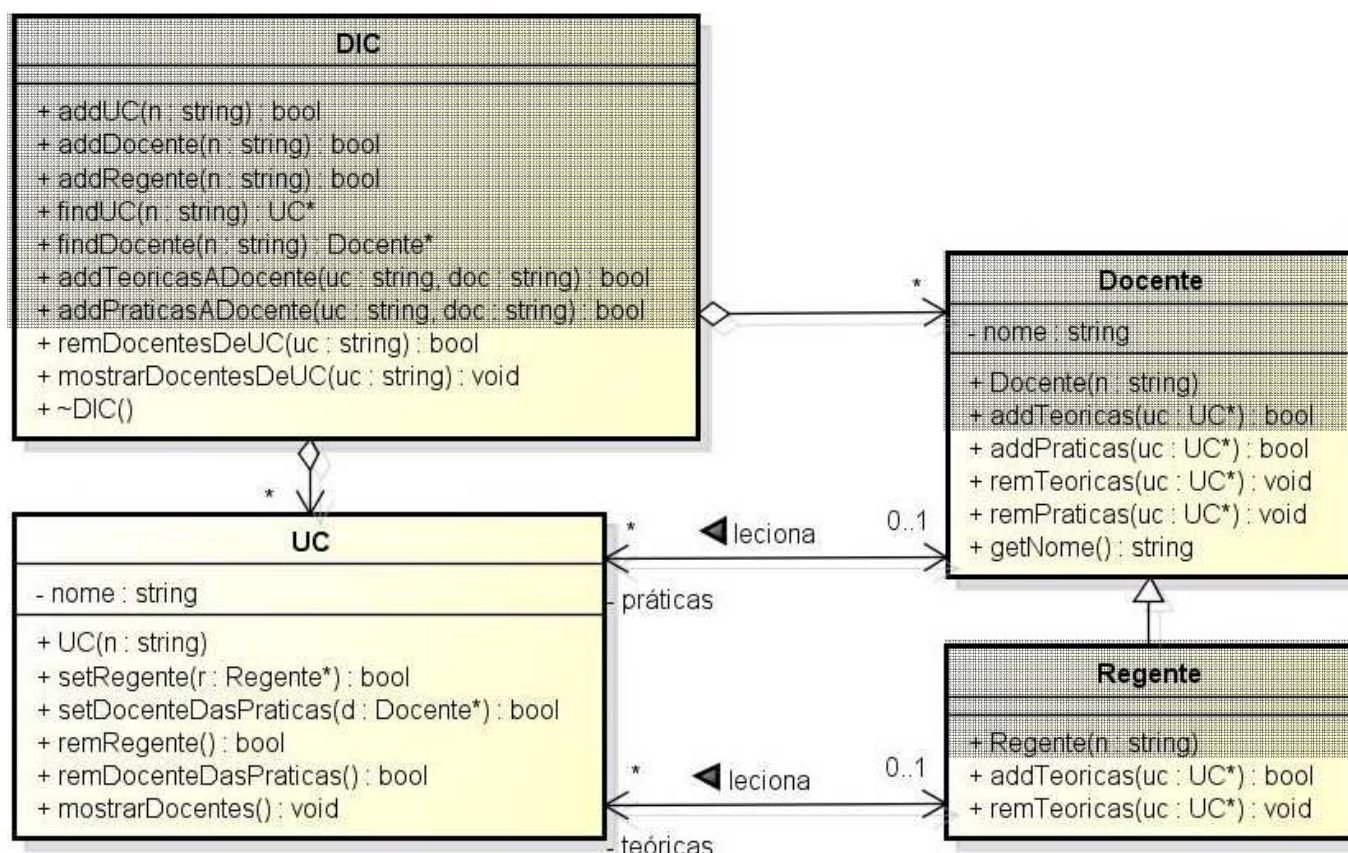 DIC
+ addUC(n : string) : bool
+ addDocente(n : string) : bool
+ addRegente(n : string) : bool
+ findUC(n : string) : UC*
+ findDocente(n : string) : Docente*
+ addTeoricasADocente(uc : string, doc : string) : bool
+ addPraticasADocente(uc : string, doc : string) : bool
+ remDocentesDeUC(uc : string) : bool
+ mostrarDocentesDeUC(uc : string) : void
+ ~DIC()
*
Docente
- nome : string
+ Docente(n : string)
+ addTeoricas(uc : UC*) : bool
+ addPraticas(uc : UC*) : bool
+ remTeoricas(uc : UC*) : void
+ remPraticas(uc : UC*) : void
+ getNome() : string
*
UC
- nome : string
+ UC(n : string)
+ setRegente(r : Regente*) : bool
+ setDocenteDasPraticas(d : Docente*) : bool
+ remRegente() : bool
+ remDocenteDasPraticas() : bool
+ mostrarDocentes() : void
* leciona 0..1
- práticas
Regente
+ Regente(n : string)
+ addTeoricas(uc : UC*) : bool
+ remTeoricas(uc : UC*) : void
* leciona 0..1
- teóricas